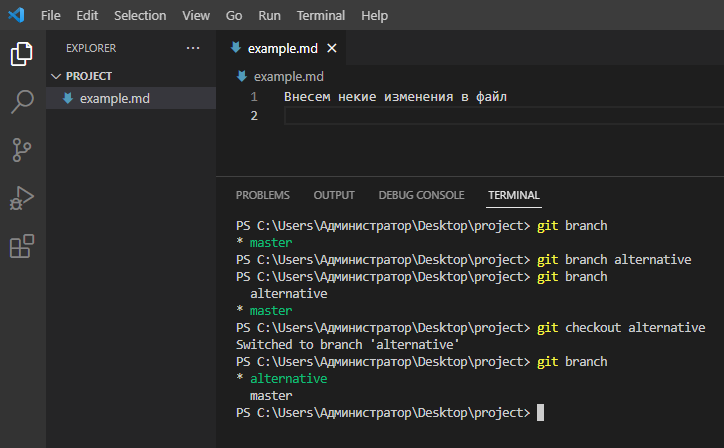 File Edit Selection View Go Run Terminal Help
EXPLORER ...
PROJECT
example.md
example.md
example.md
1 Внесем некие изменения в файл
2
PROBLEMS OUTPUT DEBUG CONSOLE TERMINAL
PS C:\Users\Администратор\Desktop\project> git branch
* master
PS C:\Users\Администратор\Desktop\project> git branch alternative
PS C:\Users\Администратор\Desktop\project> git branch
alternative
* master
PS C:\Users\Администратор\Desktop\project> git checkout alternative
Switched to branch 'alternative'
PS C:\Users\Администратор\Desktop\project> git branch
* alternative
master
PS C:\Users\Администратор\Desktop\project>